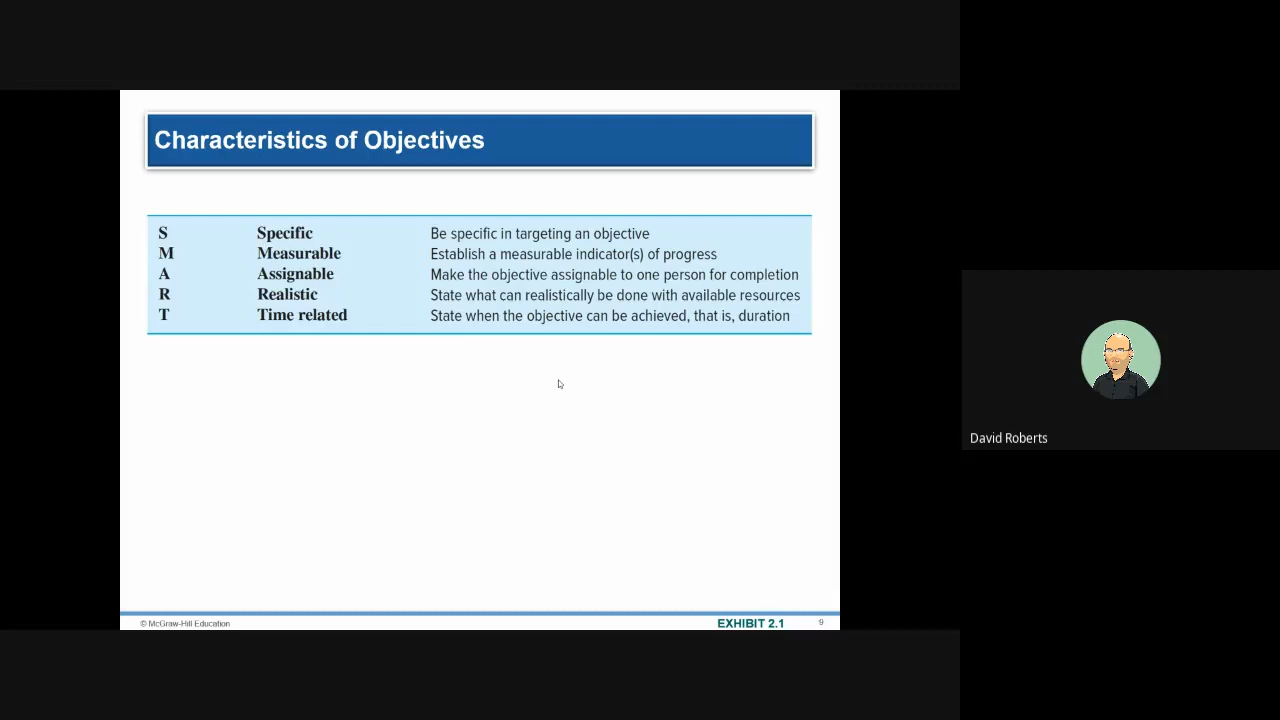 Characteristics of Objectives
S Specific Be specific in targeting an objective
M Measurable Establish a measurable indicator(s) of progress
A Assignable Make the objective assignable to one person for completion
R Realistic State what can realistically be done with available resources
T Time related State when the objective can be achieved, that is, duration
David Roberts
© McGraw-Hill Education EXHIBIT 2.1 9